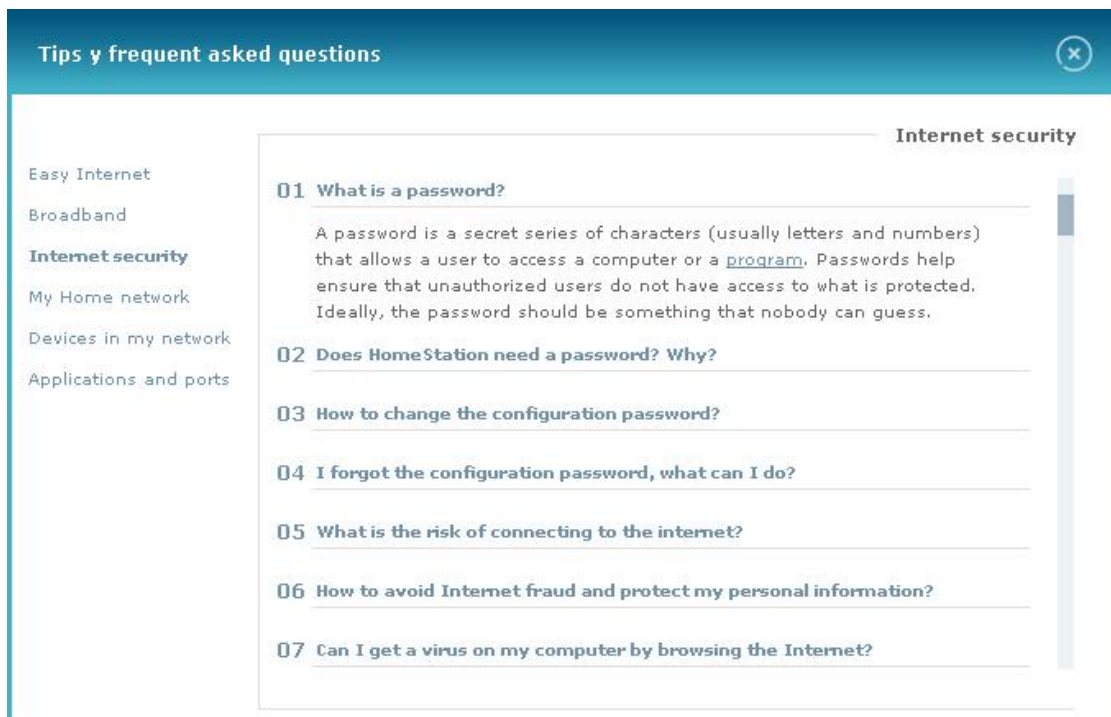 Tips y frequent asked questions
Internet security
Easy Internet
Broadband
Internet security
My Home network
Devices in my network
Applications and ports
01 What is a password?
A password is a secret series of characters (usually letters and numbers)
that allows a user to access a computer or a program. Passwords help
ensure that unauthorized users do not have access to what is protected.
Ideally, the password should be something that nobody can guess.
02 Does HomeStation need a password? Why?
03 How to change the configuration password?
04 I forgot the configuration password, what can I do?
05 What is the risk of connecting to the internet?
06 How to avoid Internet fraud and protect my personal information?
07 Can I get a virus on my computer by browsing the Internet?